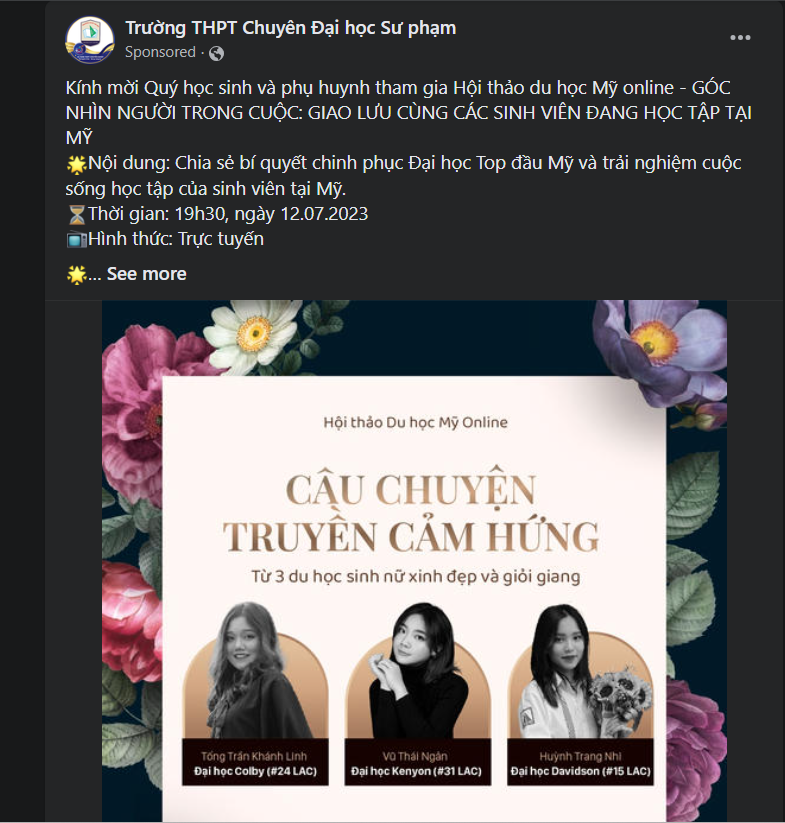 Trường THPT Chuyên Đại học Sư phạm
Sponsored ·
Kính mời Quý học sinh và phụ huynh tham gia Hội thảo du học Mỹ online - GÓC
NHÌN NGƯỜI TRONG CUỘC: GIAO LƯU CÙNG CÁC SINH VIÊN ĐANG HỌC TẬP TẠI
MỸ
🌟Nội dung: Chia sẻ bí quyết chinh phục Đại học Top đầu Mỹ và trải nghiệm cuộc
sống học tập của sinh viên tại Mỹ.
⏳Thời gian: 19h30, ngày 12.07.2023
📺Hình thức: Trực tuyến
🌟... See more
Hội thảo Du học Mỹ Online
CÂU CHUYỆN
TRUYỀN CẢM HỨNG
Từ 3 du học sinh nữ xinh đẹp và giỏi giang
Tống Trần Khánh Linh
Đại học Colby (#24 LAC)
Vũ Thái Ngân
Đại học Kenyon (#31 LAC)
Huỳnh Trang Nhi
Đại học Davidson (#15 LAC)